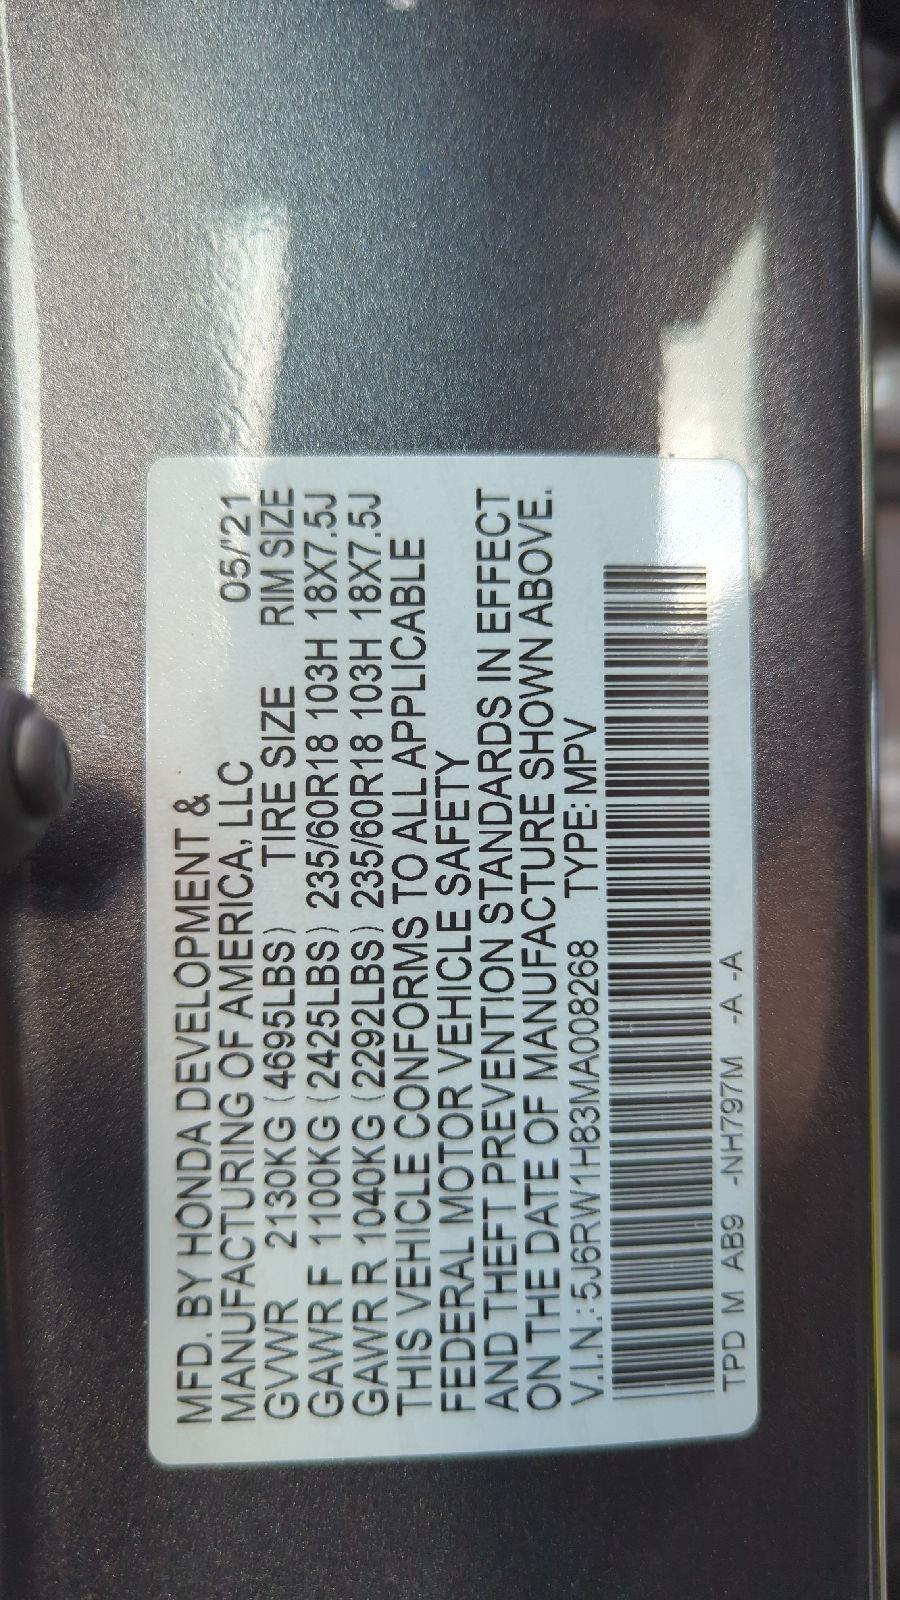 MFD. BY HONDA DEVELOPMENT &
MANUFACTURING OF AMERICA, LLC 05/'21
GVWR 2130KG (4695LBS) TIRE SIZE RIM SIZE
GAWR F 1100KG (2425LBS) 235/60R18 103H 18X7.5J
GAWR R 1040KG (2292LBS) 235/60R18 103H 18X7.5J
THIS VEHICLE CONFORMS TO ALL APPLICABLE
FEDERAL MOTOR VEHICLE SAFETY
AND THEFT PREVENTION STANDARDS IN EFFECT
ON THE DATE OF MANUFACTURE SHOWN ABOVE.
V.I.N.: 5J6RW1H83MA008268 TYPE: MPV
TPD M AB9 -NH797M -A -A